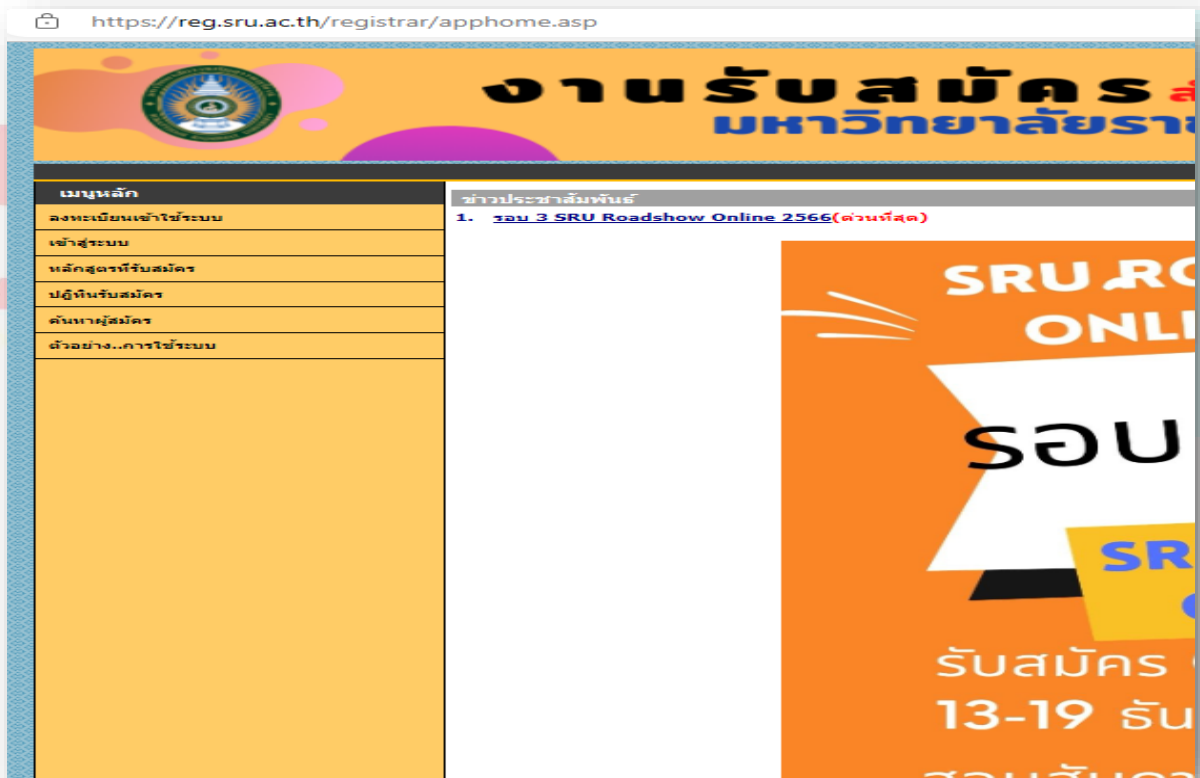 https://reg.sru.ac.th/registrar/apphome.asp
งานรับสมัคร
มหาวิทยาลัยราช
เมนูหลัก
ลงทะเบียนเข้าใช้ระบบ
เข้าสู่ระบบ
หลักสูตรที่รับสมัคร
ปฏิทินรับสมัคร
ค้นหาผู้สมัคร
ตัวอย่าง..การใช้ระบบ
ข่าวประชาสัมพันธ์
1. รอบ 3 SRU Roadshow Online 2566(ด่วนที่สุด)
SRU RO
ONLI
รอบ
SR
รับสมัคร
13-19 ธัน